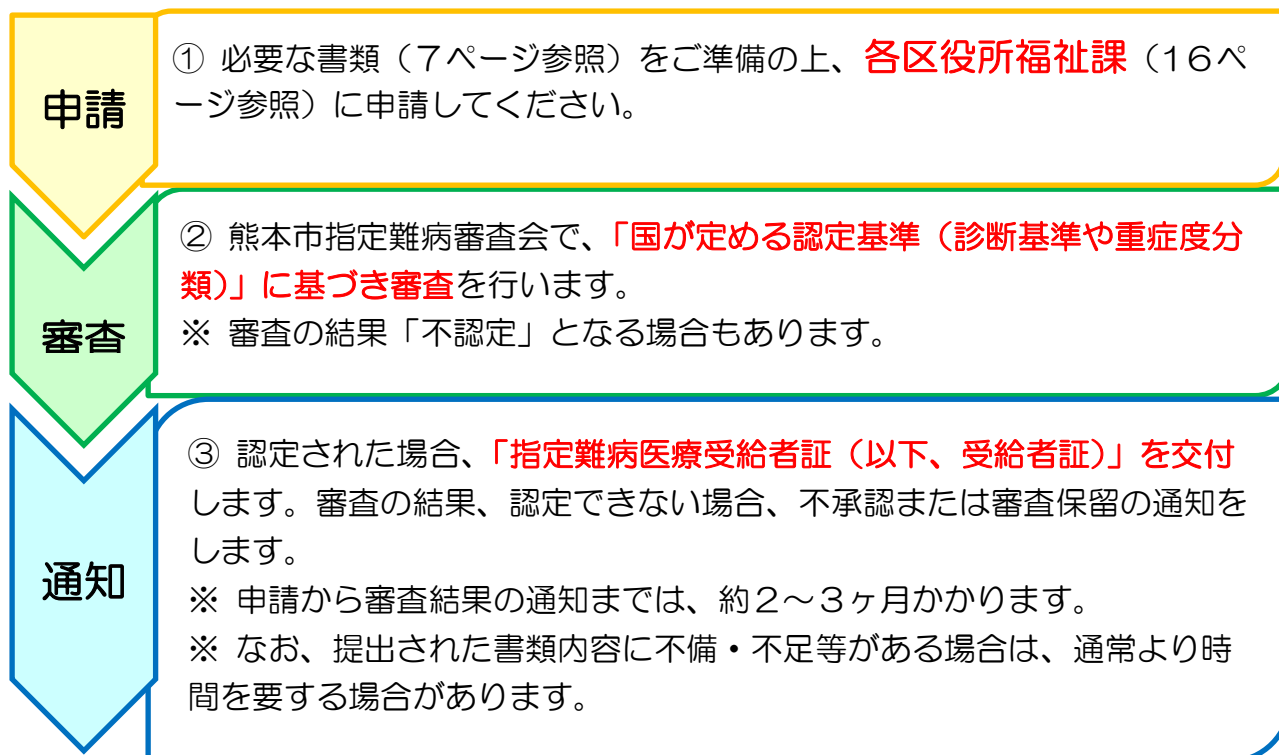 申請
① 必要な書類（７ページ参照）をご準備の上、各区役所福祉課（１６ペ
ージ参照）に申請してください。
審査
② 熊本市指定難病審査会で、「国が定める認定基準（診断基準や重症度分
類）」に基づき審査を行います。
※ 審査の結果「不認定」となる場合もあります。
通知
③ 認定された場合、「指定難病医療受給者証（以下、受給者証）」を交付
します。審査の結果、認定できない場合、不承認または審査保留の通知を
します。
※ 申請から審査結果の通知までは、約２～３ヶ月かかります。
※ なお、提出された書類内容に不備・不足等がある場合は、通常より時
間を要する場合があります。